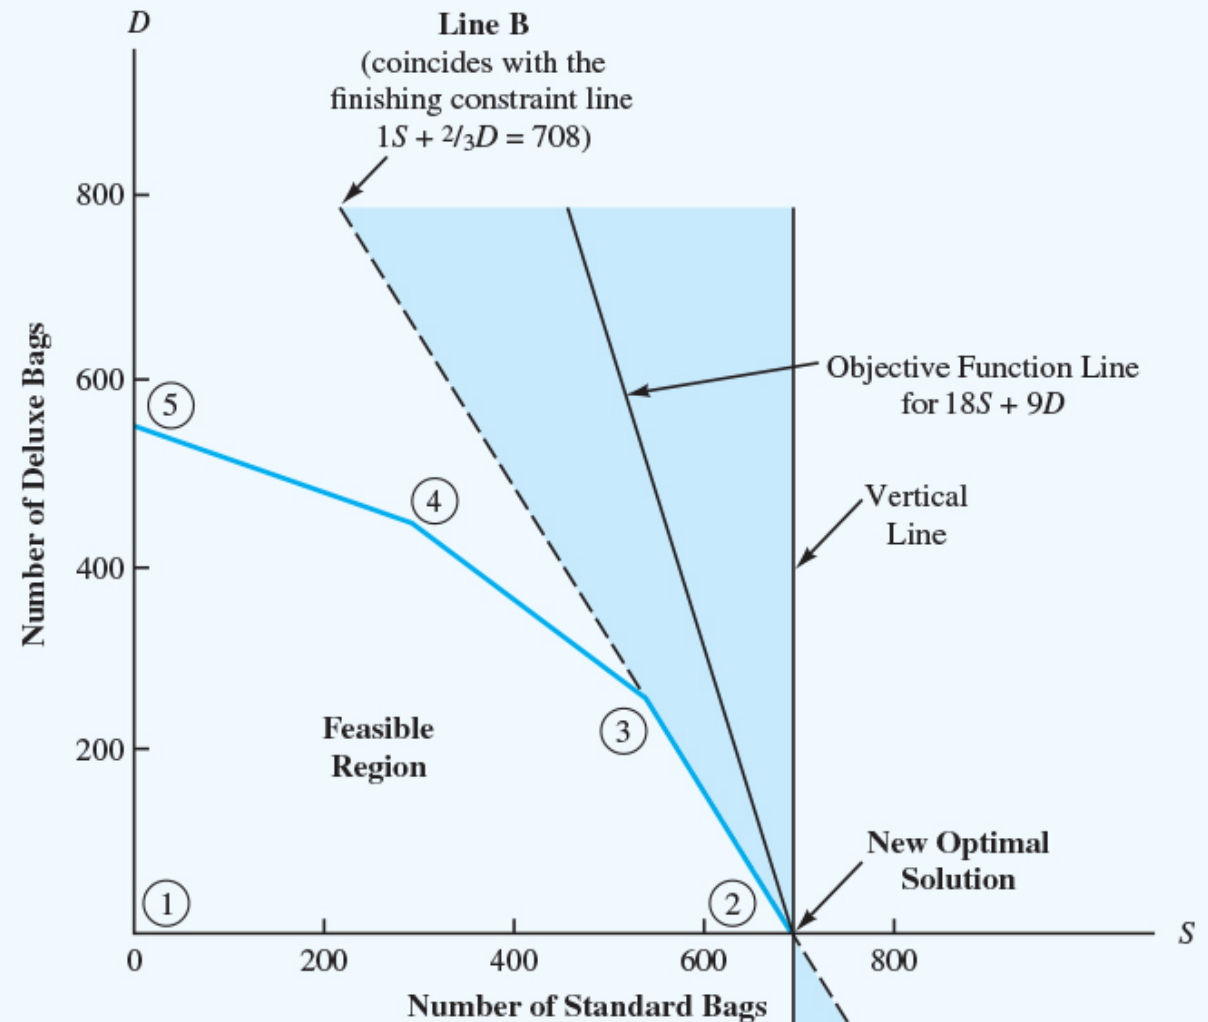 D
Line B
(coincides with the
finishing constraint line
1S + 2/3D = 708)
800
600
Objective Function Line
for 18S + 9D
5
Vertical
Line
4
400
Number of Deluxe Bags
Feasible
Region
3
200
New Optimal
Solution
1
2
S
0
200
400
600
800
Number of Standard Bags